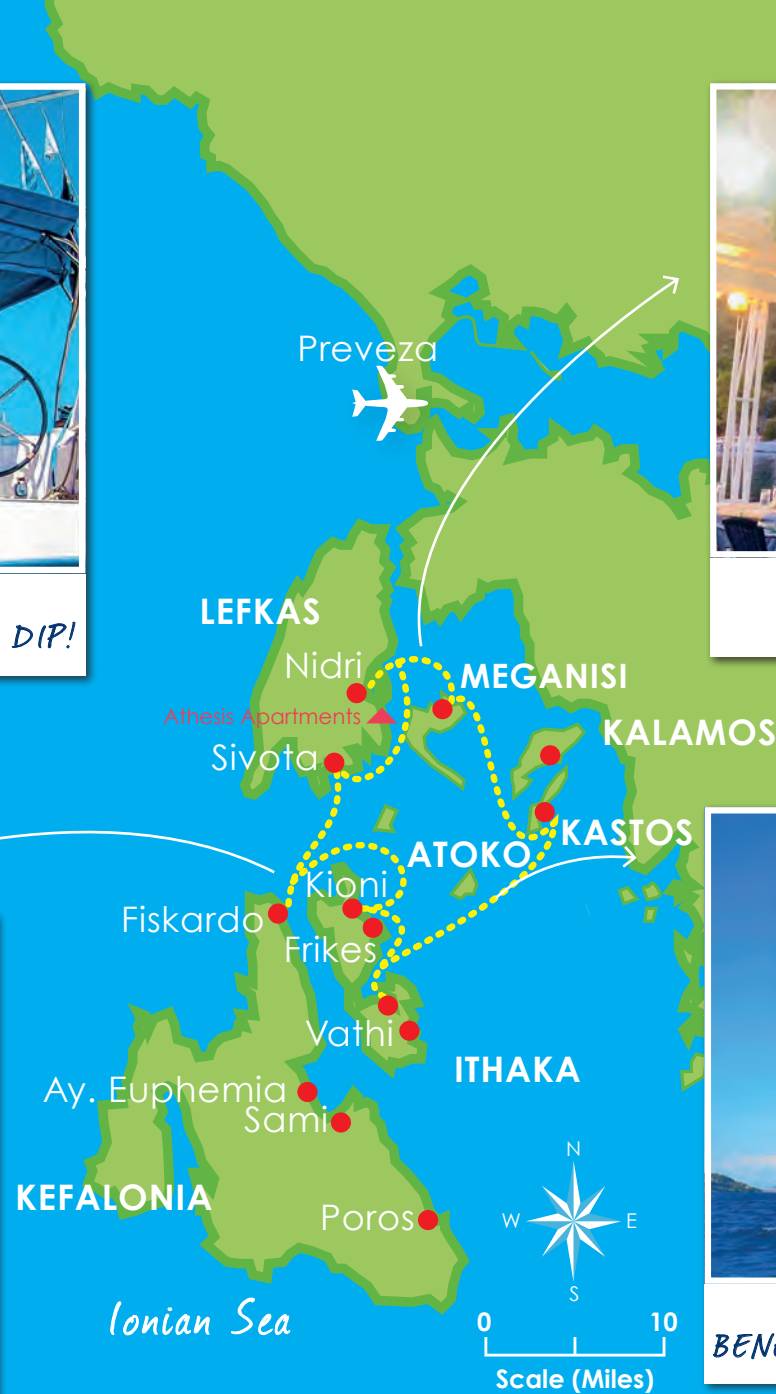 Preveza
LEFKAS
DIP!
Nidri
MEGANISI
Athesis Apartments
KALAMOS
Sivota
KASTOS
ATOKO
Kioni
Fiskardo
Frikes
Vathi
ITHAKA
Ay. Euphemia
Sami
KEFALONIA
Poros
N
W E
S
Ionian Sea
0 10
Scale (Miles)